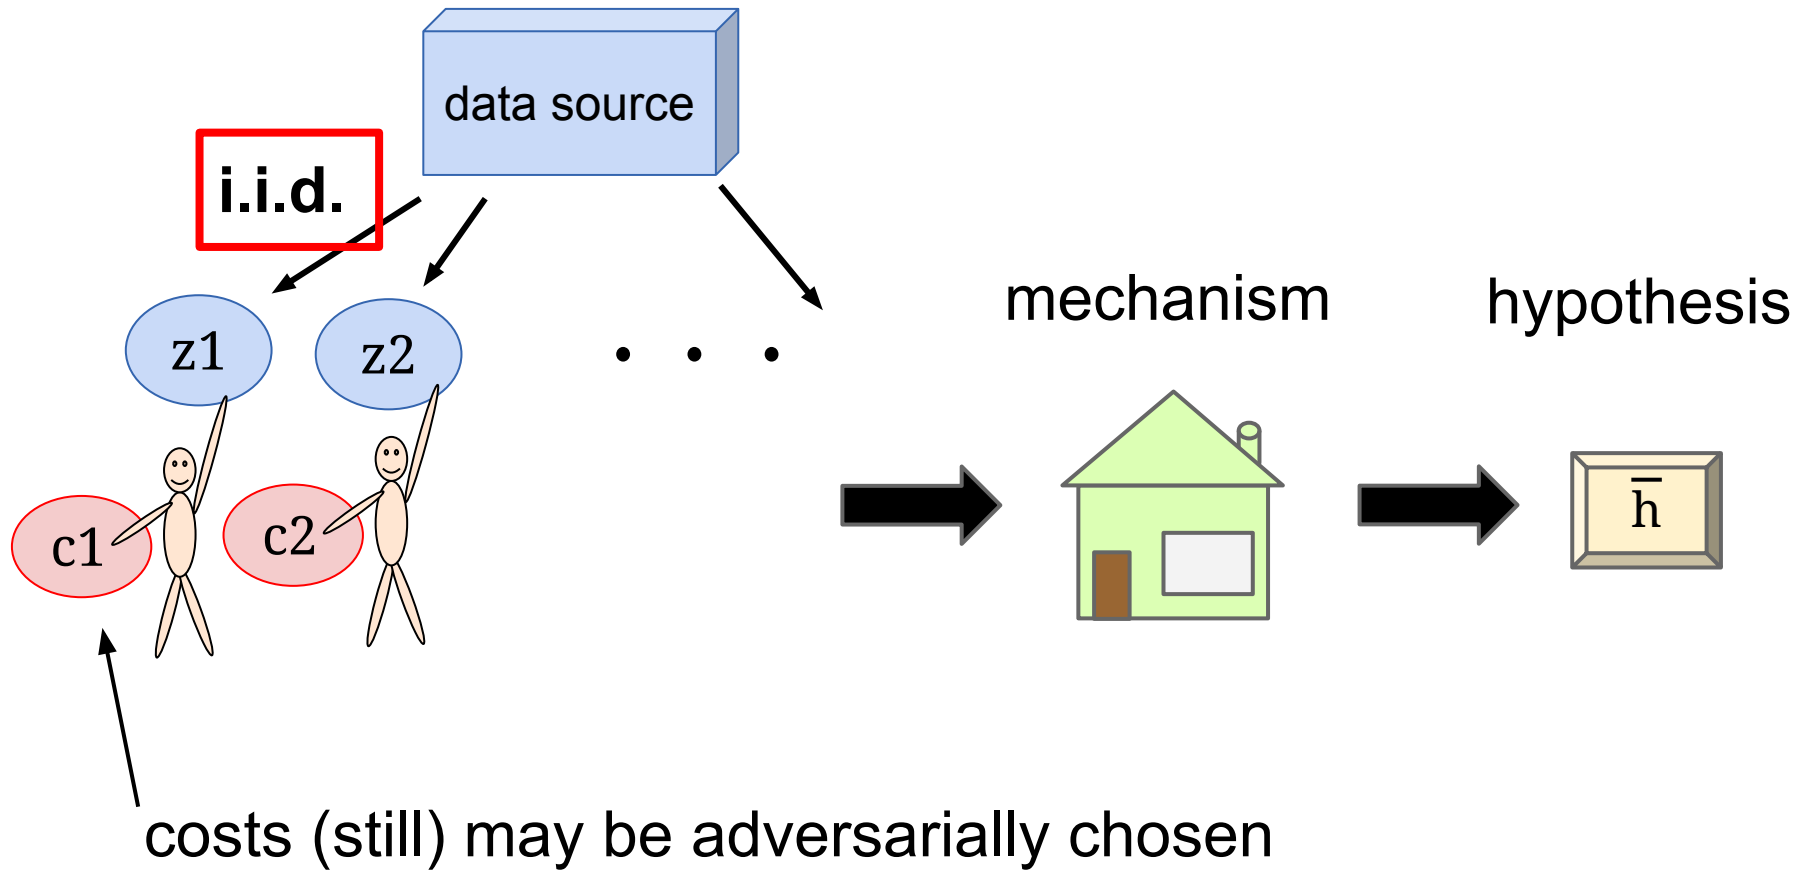 data source
i.i.d.
mechanism
hypothesis
z1
z2
. . .
c1
c2
h̅
costs (still) may be adversarially chosen